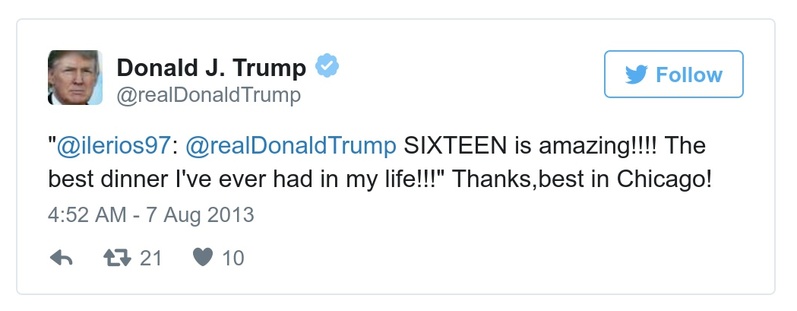 Donald J. Trump
@realDonaldTrump
Follow
"@ilerios97: @realDonaldTrump SIXTEEN is amazing!!!! The
best dinner I've ever had in my life!!!" Thanks,best in Chicago!
4:52 AM - 7 Aug 2013
21 10